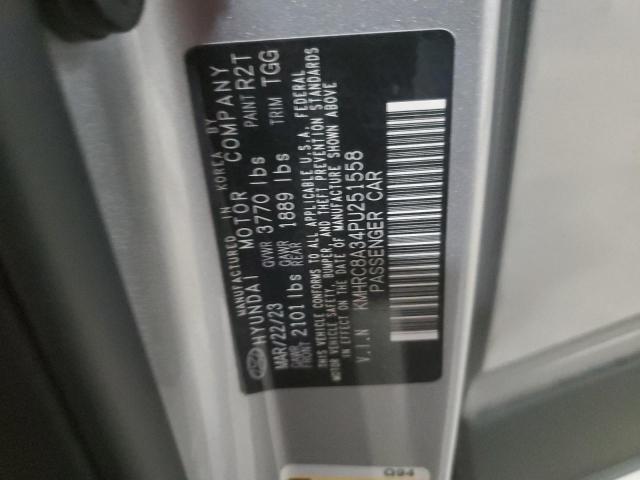 MANUFACTURED IN KOREA BY
HYUNDAI MOTOR COMPANY
MAR/22/23 GVWR 3770 lbs PAINT R2T
GAWR FRONT 2101 lbs GAWR REAR 1889 lbs TRIM TGG
THIS VEHICLE CONFORMS TO ALL APPLICABLE U.S.A. FEDERAL
MOTOR VEHICLE SAFETY, BUMPER, AND THEFT PREVENTION STANDARDS
IN EFFECT ON THE DATE OF MANUFACTURE SHOWN ABOVE
V.I.N KMHRC8A34PU251558
PASSENGER CAR
Q94